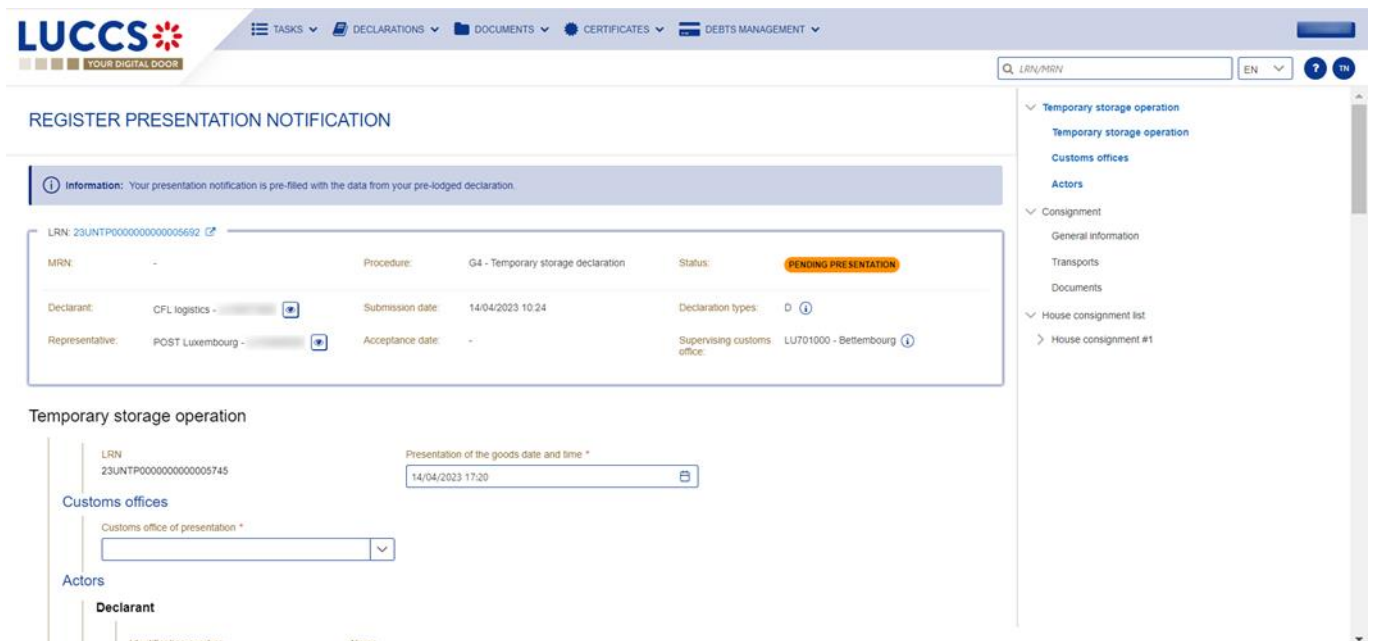 LUCCS
YOUR DIGITAL DOOR
TASKS DECLARATIONS DOCUMENTS CERTIFICATES DEBTS MANAGEMENT
LRN/MRN EN ? TN
REGISTER PRESENTATION NOTIFICATION
Information: Your presentation notification is pre-filled with the data from your pre-lodged declaration.
LRN: 23UNTP0000000000005692
MRN: - Procedure: G4 - Temporary storage declaration Status: PENDING PRESENTATION
Declarant: CFL logistics - Submission date: 14/04/2023 10:24 Declaration types: D
Representative: POST Luxembourg - Acceptance date: - Supervising customs office: LU701000 - Bettembourg
Temporary storage operation
LRN Presentation of the goods date and time *
23UNTP0000000000005745 14/04/2023 17:20
Customs offices
Customs office of presentation *
Actors
Declarant
Temporary storage operation
Temporary storage operation
Customs offices
Actors
Consignment
General information
Transports
Documents
House consignment list
House consignment #1